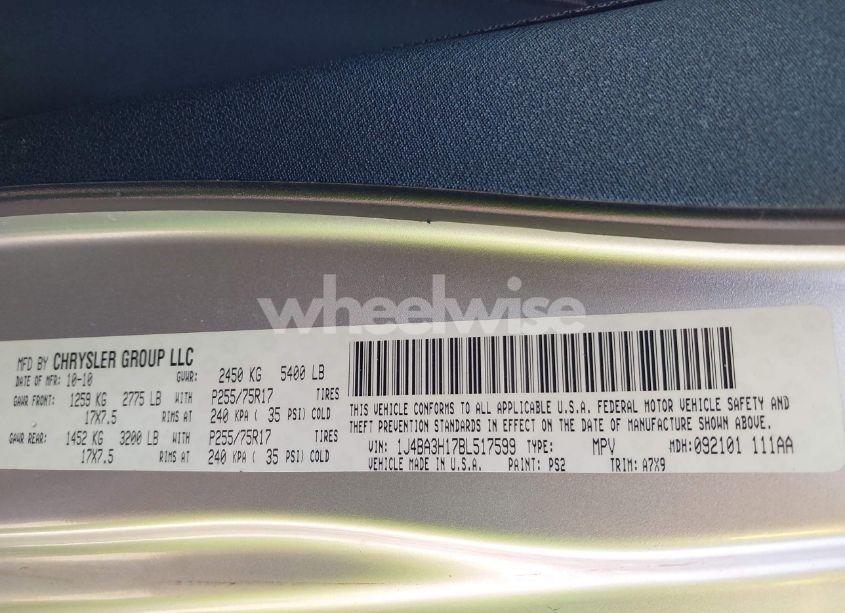 wheelwise
MFD BY CHRYSLER GROUP LLC
DATE OF MFR: 10-10 GVWR: 2450 KG 5400 LB
GAWR FRONT: 1259 KG 2775 LB WITH P255/75R17 TIRES
17X7.5 RIMS AT 240 KPA ( 35 PSI) COLD
GAWR REAR: 1452 KG 3200 LB WITH P255/75R17 TIRES
17X7.5 RIMS AT 240 KPA ( 35 PSI) COLD
THIS VEHICLE CONFORMS TO ALL APPLICABLE U.S.A. FEDERAL MOTOR VEHICLE SAFETY AND
THEFT PREVENTION STANDARDS IN EFFECT ON THE DATE OF MANUFACTURE SHOWN ABOVE.
VIN: 1J4BA3H17BL517599 TYPE: MPV MDH:092101 111AA
VEHICLE MADE IN U.S.A. PAINT: PS2 TRIM: A7X9